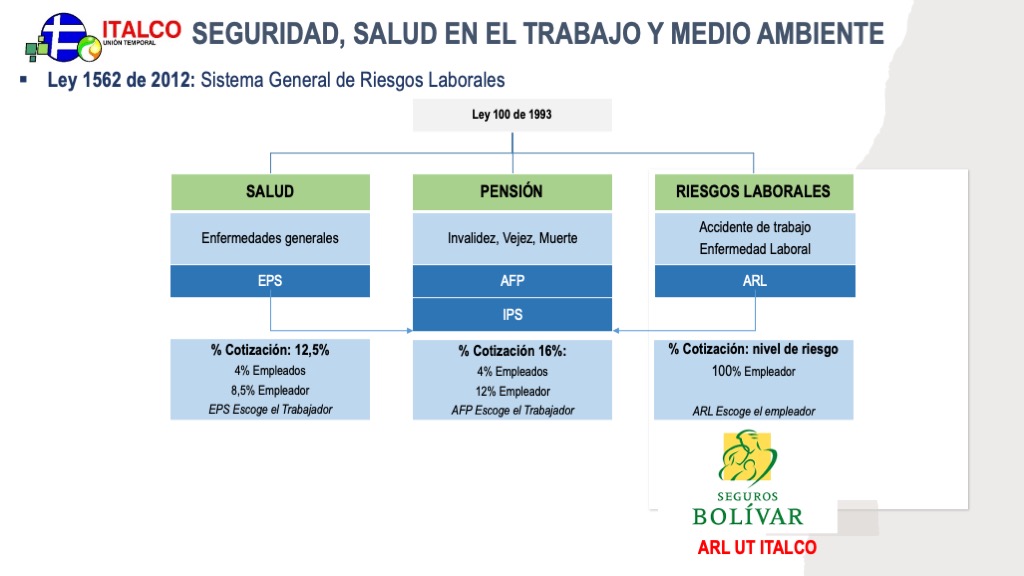 ITALCO
UNIÓN TEMPORAL
SEGURIDAD, SALUD EN EL TRABAJO Y MEDIO AMBIENTE
▪ Ley 1562 de 2012: Sistema General de Riesgos Laborales
Ley 100 de 1993
SALUD
Enfermedades generales
EPS
PENSIÓN
Invalidez, Vejez, Muerte
AFP
IPS
RIESGOS LABORALES
Accidente de trabajo
Enfermedad Laboral
ARL
% Cotización: 12,5%
4% Empleados
8,5% Empleador
EPS Escoge el Trabajador
% Cotización 16%:
4% Empleados
12% Empleador
AFP Escoge el Trabajador
% Cotización: nivel de riesgo
100% Empleador
ARL Escoge el empleador
SEGUROS
BOLÍVAR
ARL UT ITALCO